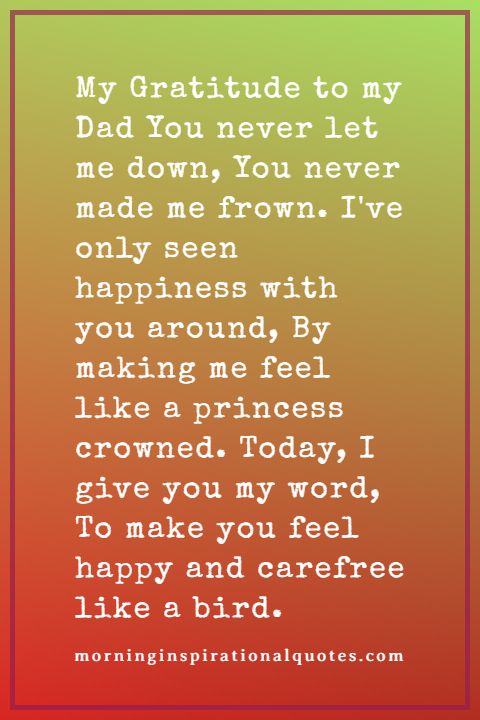 My Gratitude to my
Dad You never let
me down, You never
made me frown. I've
only seen
happiness with
you around, By
making me feel
like a princess
crowned. Today, I
give you my word,
To make you feel
happy and carefree
like a bird.
morninginspirationalquotes.com